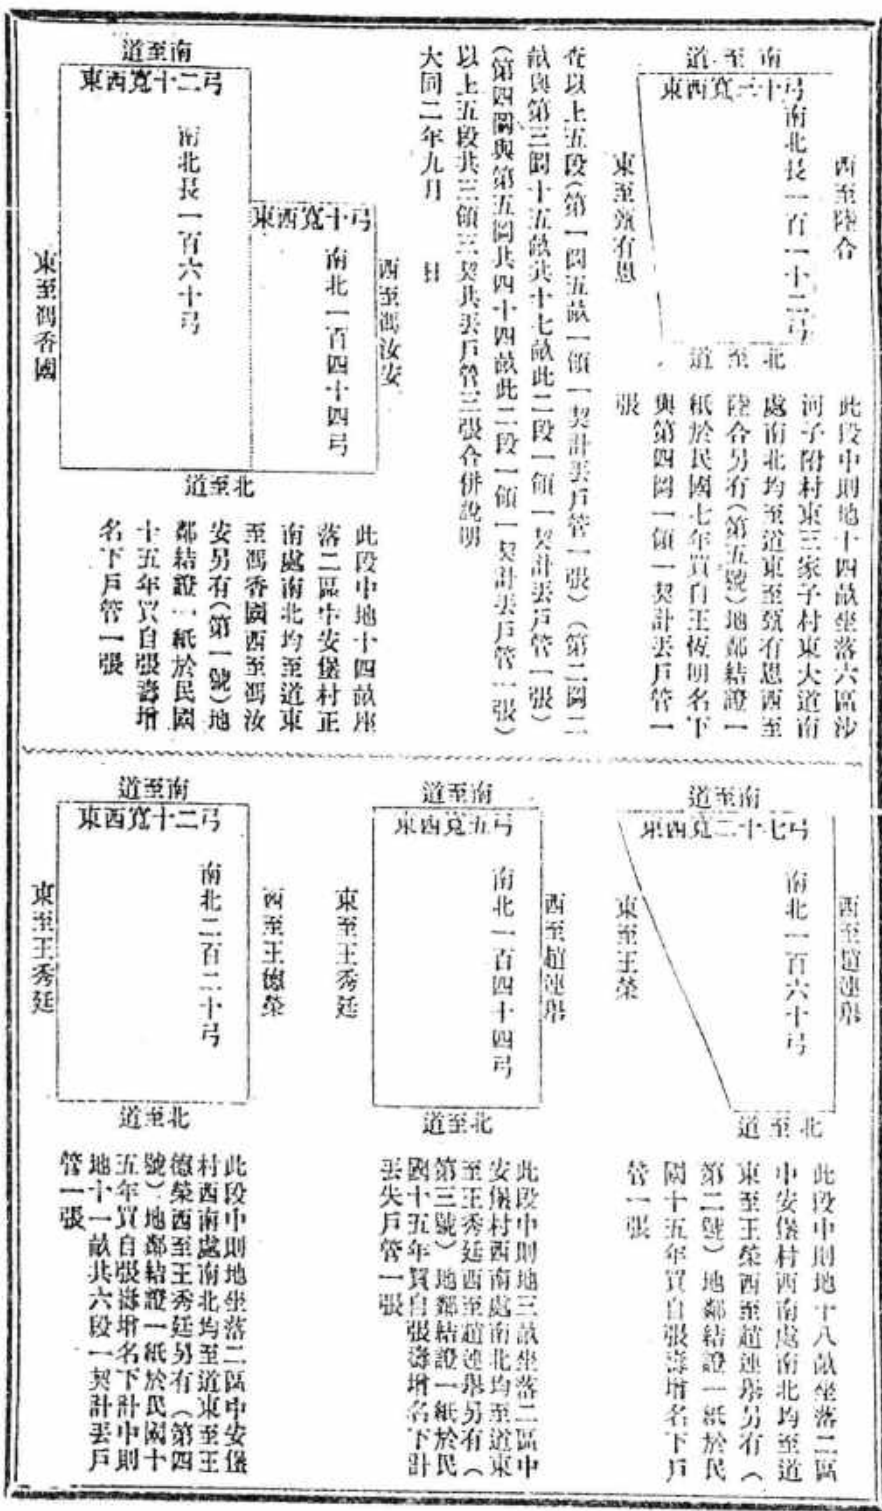 南至道
東西寬三十弓
南北長一百一十二弓
西至陸合
東至甄有恩
北至道
此段中則地十四畝坐落六區沙
河子附村東三家子村東大道南
處南北均至道東至甄有恩西至
陸合另有(第五號)地鄰結證一
紙於民國七年買自王恆明名下
與第四圖一領一契計丟戶管一
張
查以上五段(第一圖五畝一領一契計丟戶管一張)(第二圖二
畝與第三圖十五畝共十七畝此二段一領一契計丟戶管一張)
(第四圖與第五圖共四十四畝此二段一領一契計丟戶管一張)
以上五段共三領三契共丟戶管三張合併說明
大同二年九月 日
南至道
東西寬十二弓
南北長一百六十弓
東西寬十弓
南北一百四十四弓
西至馮汝安
東至馮香國
北至道
此段中地十四畝座
落二區中安堡村正
南處南北均至道東
至馮香國西至馮汝
安另有(第一號)地
鄰結證一紙於民國
十五年買自張壽增
名下戶管一張
南至道
東西寬二十七弓
南北一百六十弓
西至趙連舉
東至王榮
北至道
此段中則地十八畝坐落二區
中安堡村西南處南北均至道
東至王榮西至趙連舉另有(
第二號)地鄰結證一紙於民
國十五年買自張壽增名下戶
管一張
南至道
東西寬五弓
南北一百四十四弓
西至趙連舉
東至王秀廷
北至道
此段中則地三畝坐落二區中
安堡村西南處南北均至道東
至王秀廷西至趙連舉另有(
第三號)地鄰結證一紙於民
國十五年買自張壽增名下計
丟失戶管一張
南至道
東西寬十二弓
南北二百二十弓
西至王德榮
東至王秀廷
北至道
此段中則地坐落二區中安堡
村西南處南北均至道東至王
德榮西至王秀廷另有(第四
號)地鄰結證一紙於民國十
五年買自張壽增名下計中則
地十一畝共六段一契計丟戶
管一張